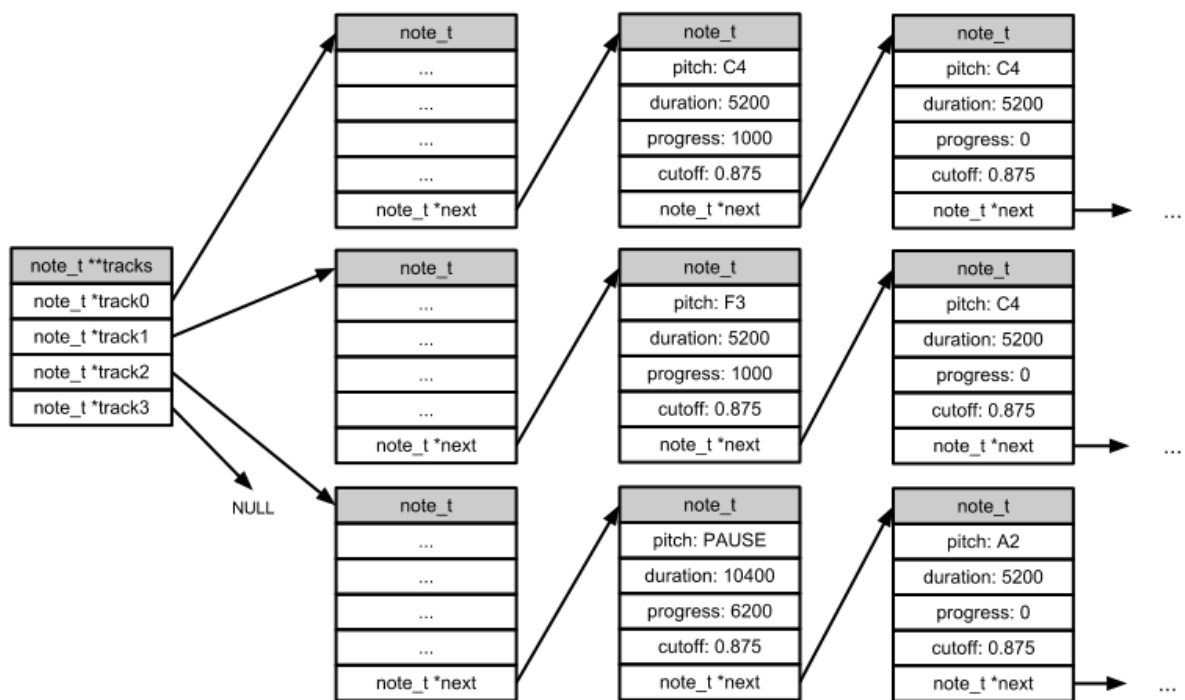 note_t **tracks
note_t *track0
note_t *track1
note_t *track2
note_t *track3
NULL
note_t
...
...
...
...
note_t *next
note_t
pitch: C4
duration: 5200
progress: 1000
cutoff: 0.875
note_t *next
note_t
pitch: C4
duration: 5200
progress: 0
cutoff: 0.875
note_t *next
...
note_t
...
...
...
...
note_t *next
note_t
pitch: F3
duration: 5200
progress: 1000
cutoff: 0.875
note_t *next
note_t
pitch: C4
duration: 5200
progress: 0
cutoff: 0.875
note_t *next
...
note_t
...
...
...
...
note_t *next
note_t
pitch: PAUSE
duration: 10400
progress: 6200
cutoff: 0.875
note_t *next
note_t
pitch: A2
duration: 5200
progress: 0
cutoff: 0.875
note_t *next
...